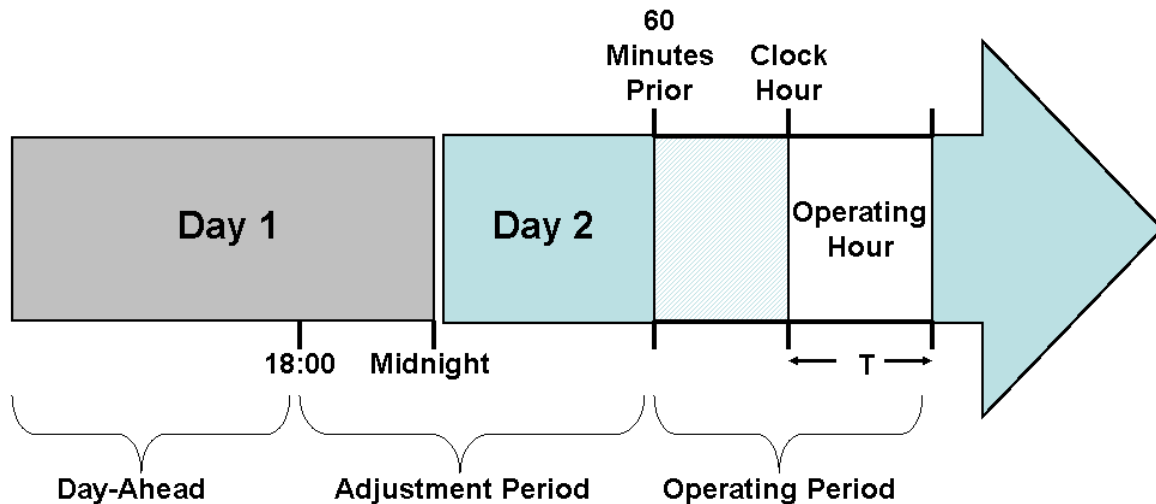 60
Minutes
Prior
Clock
Hour
Day 1
Day 2
Operating
Hour
18:00
Midnight
T
Day-Ahead
Adjustment Period
Operating Period